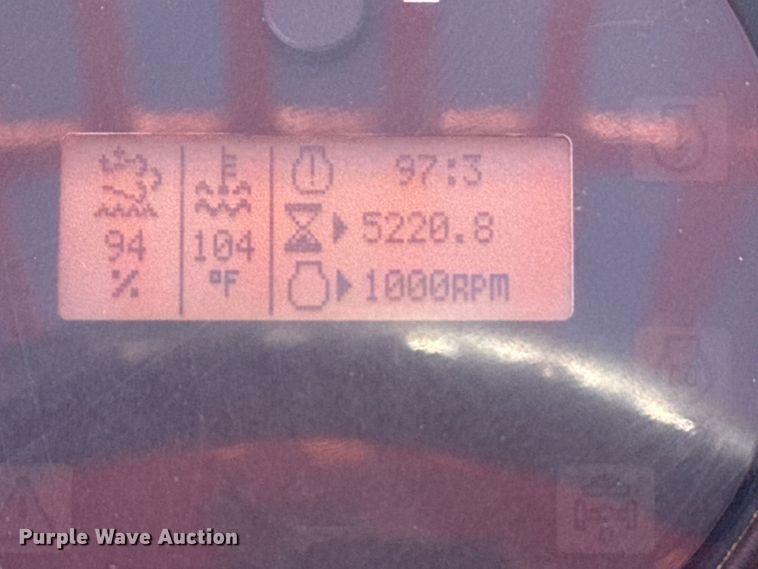 97:3
94 104 5220.8
% °F 1000RPM
Purple Wave Auction